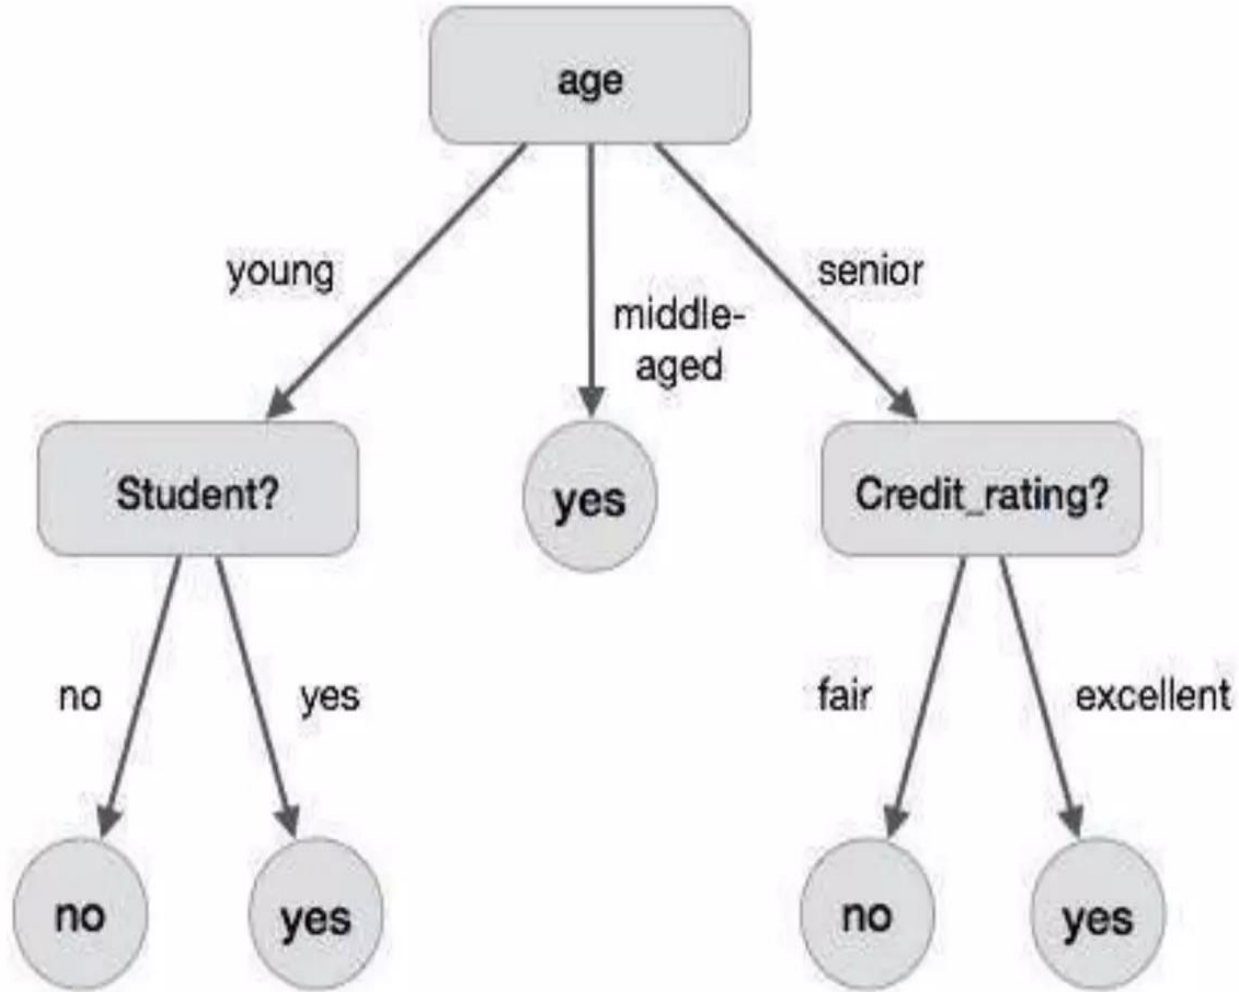 age
young
senior
middle-
aged
Student?
yes
Credit_rating?
no
yes
fair
excellent
no
yes
no
yes